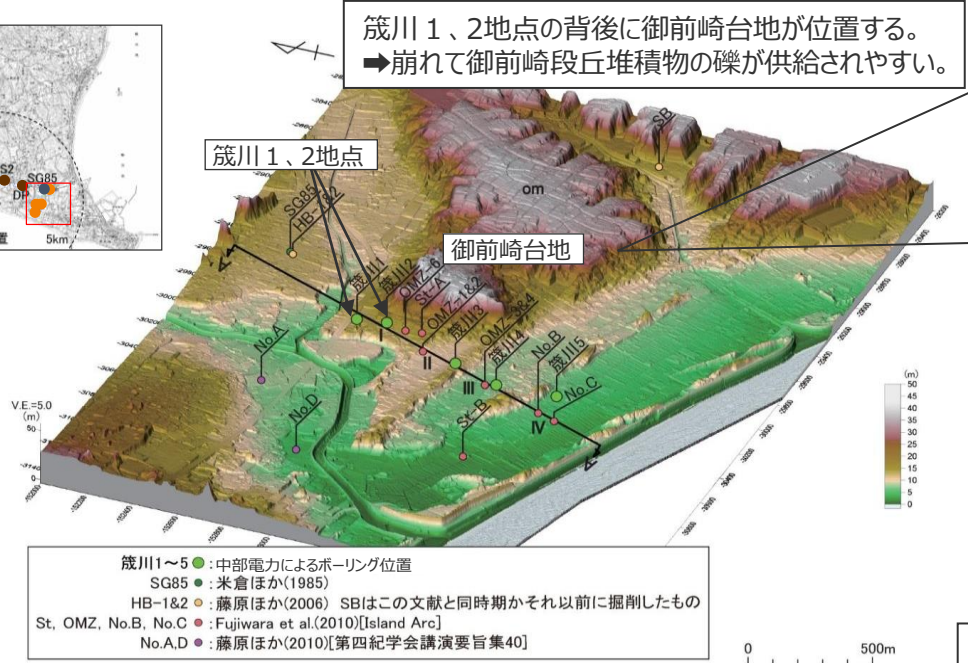 筬川１、2地点の背後に御前崎台地が位置する。
➡崩れて御前崎段丘堆積物の礫が供給されやすい。
筬川１、2地点
御前崎台地
S2
SG85
DP
置
5km
SB
om
SG85
HB-1&2
筬川1
筬川2
OMZ-6
St-A
OMZ-1&2
筬川3
OMZ-3&4
筬川4
No.B
筬川5
No.C
No.A
No.D
St-B
I
II
III
IV
A
A
V.E.=5.0
(m)
50
0
(m)
50
45
40
35
30
25
20
15
10
5
0
筬川1～5 ：中部電力によるボーリング位置
SG85 ：米倉ほか(1985)
HB-1&2 ：藤原ほか(2006) SBはこの文献と同時期かそれ以前に掘削したもの
St, OMZ, No.B, No.C ：Fujiwara et al.(2010)[Island Arc]
No.A,D ：藤原ほか(2010)[第四紀学会講演要旨集40]
0 500m